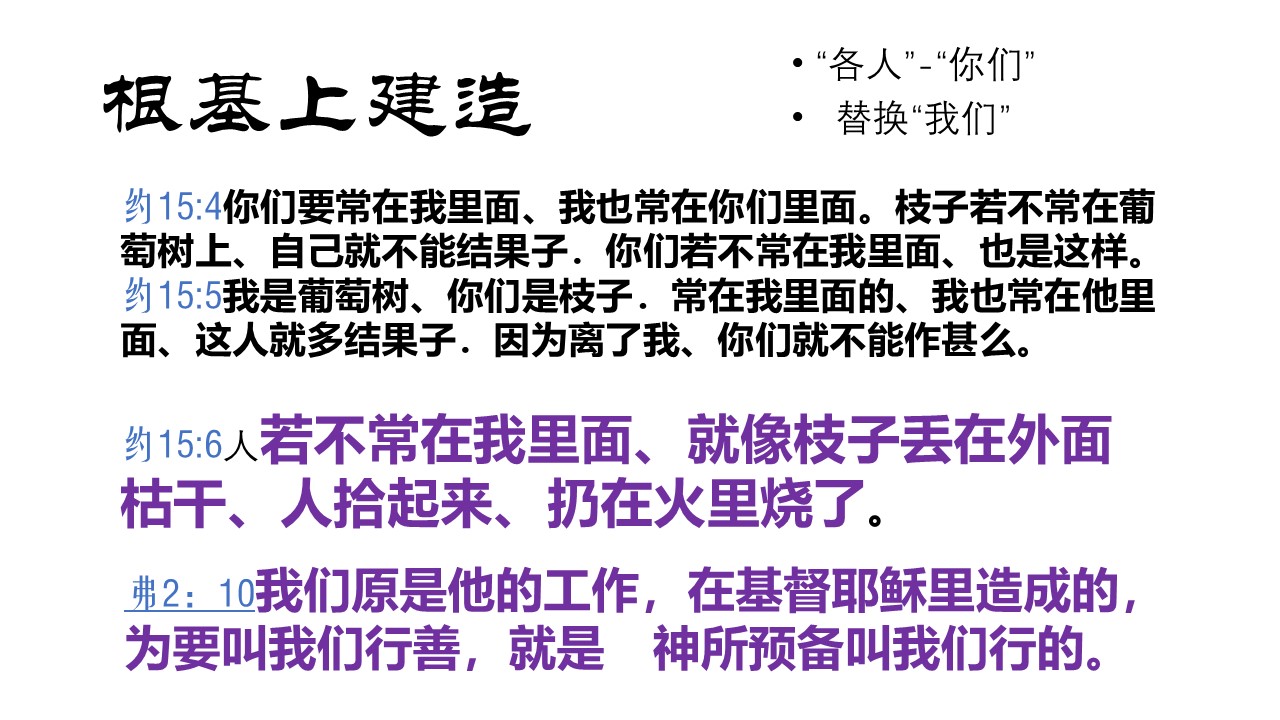 根基上建造
• “各人”-“你们”
• 替换“我们”
约15:4你们要常在我里面、我也常在你们里面。枝子若不常在葡
萄树上、自己就不能结果子．你们若不常在我里面、也是这样。
约15:5我是葡萄树、你们是枝子．常在我里面的、我也常在他里
面、这人就多结果子．因为离了我、你们就不能作甚么。
约15:6人若不常在我里面、就像枝子丢在外面
枯干、人拾起来、扔在火里烧了。
弗2：10我们原是他的工作，在基督耶稣里造成的，
为要叫我们行善，就是　神所预备叫我们行的。